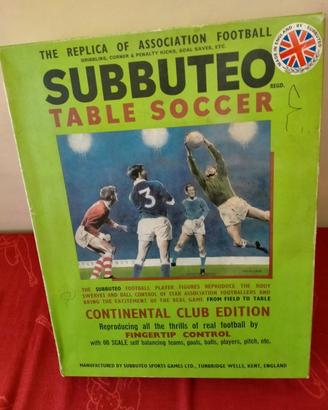 THE REPLICA OF ASSOCIATION FOOTBALL
DRIBBLING, CORNER & PENALTY KICKS, GOAL SAVES, ETC.
SUBBUTEO REGD.
TABLE SOCCER
MADE IN ENGLAND · BY · SUBBUTEO
3
THE SUBBUTEO FOOTBALL PLAYER FIGURES REPRODUCE THE BODY
SWERVES AND BALL CONTROL OF STAR ASSOCIATION FOOTBALLERS AND
BRING THE EXCITEMENT OF THE REAL GAME FROM FIELD TO TABLE
CONTINENTAL CLUB EDITION
Reproducing all the thrills of real football by
FINGERTIP CONTROL
with 00 SCALE self balancing teams, goals, balls, players, pitch, etc.
MANUFACTURED BY SUBBUTEO SPORTS GAMES LTD., TUNBRIDGE WELLS, KENT, ENGLAND